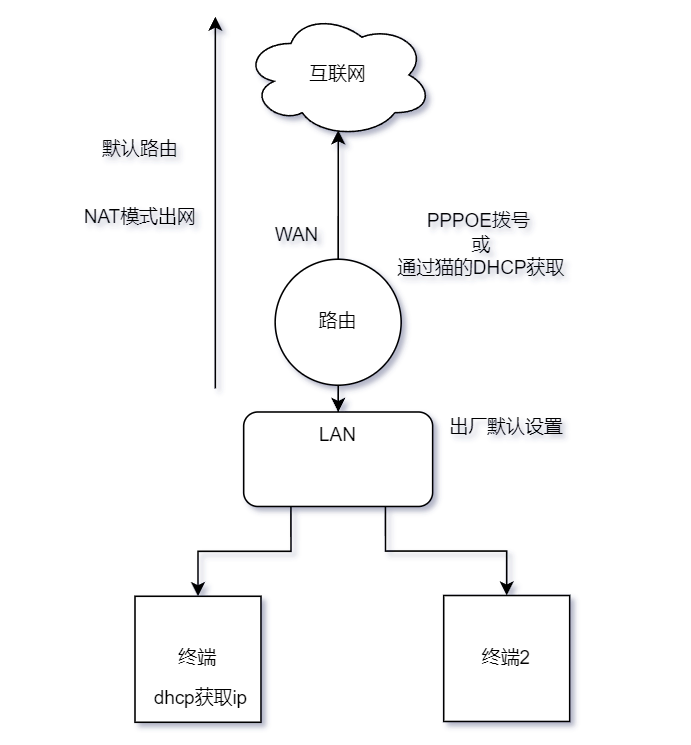 互联网
默认路由
NAT模式出网
WAN
PPPOE拨号
或
通过猫的DHCP获取
路由
LAN
出厂默认设置
终端
dhcp获取ip
终端2